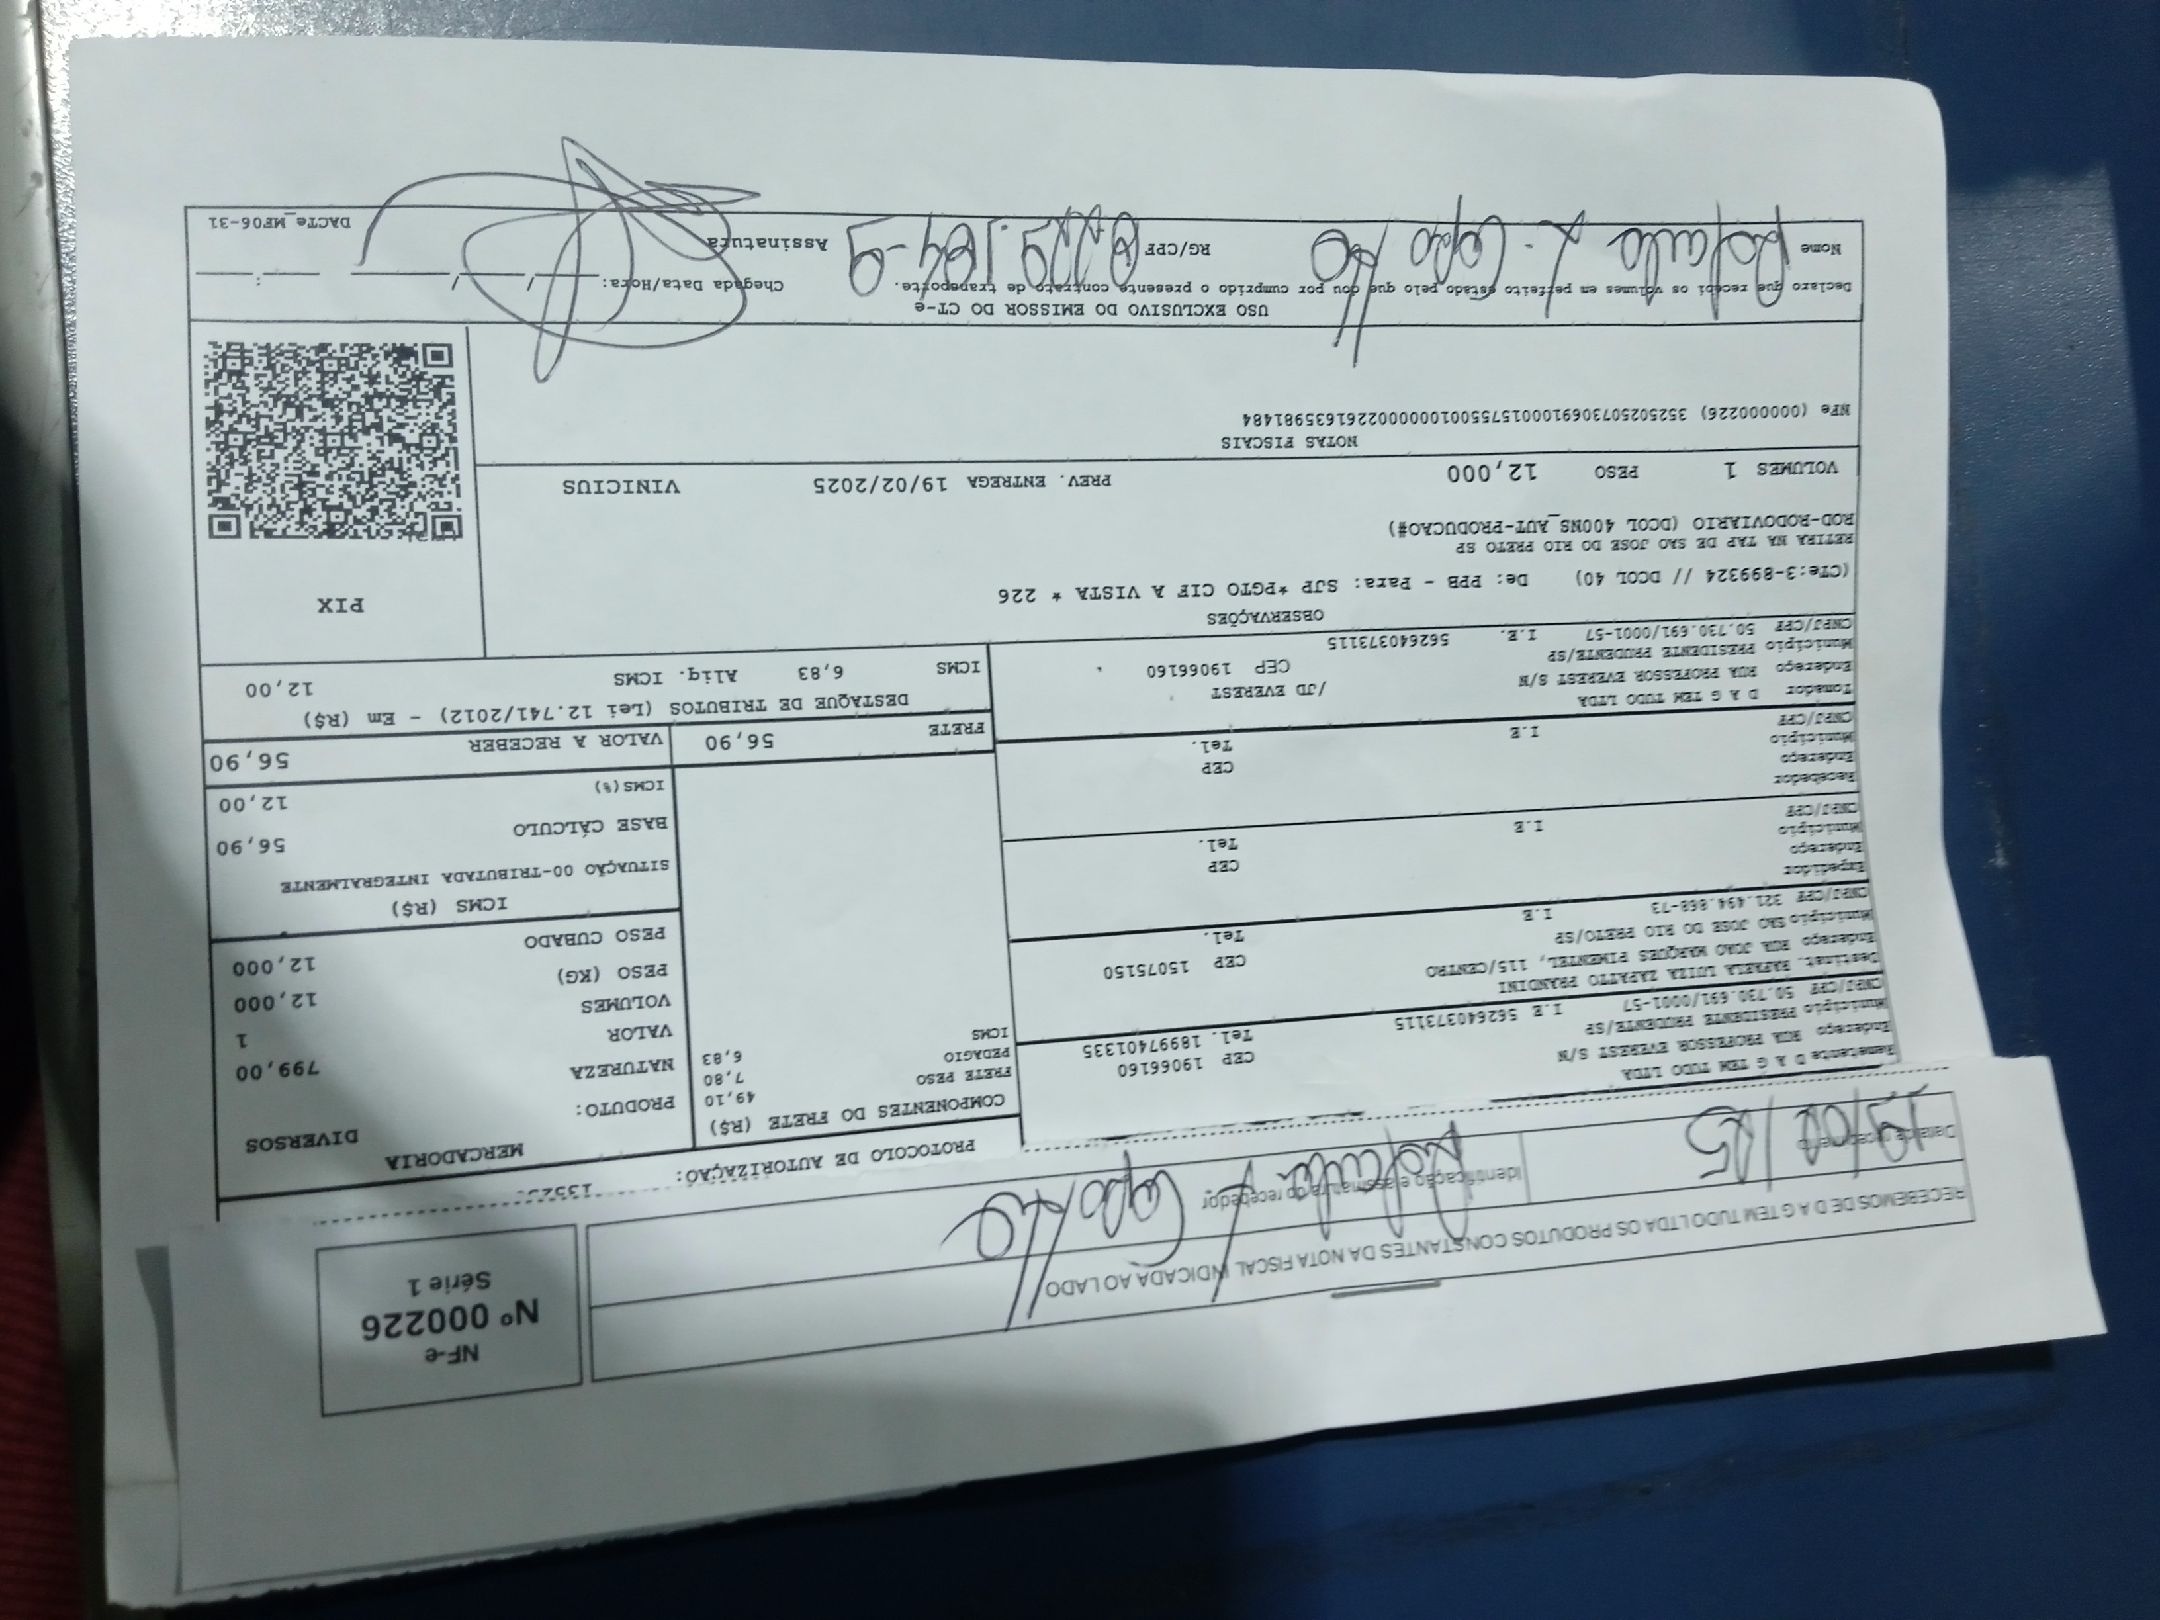 NF-e
Nº 000226
Série 1
RECEBEMOS DE D A G TEM TUDO LTDA OS PRODUTOS CONSTANTES DA NOTA FISCAL INDICADA AO LADO
Data de recebimento
Identificação e assinatura do recebedor
PROTOCOLO DE AUTORIZAÇÃO:
Remetente D A G TEM TUDO LTDA
Endereço RUA PROFESSOR EVEREST S/N CEP 19066160
Município PRESIDENTE PRUDENTE/SP Tel. 18997401335
CNPJ/CPF 50.730.691/0001-57 I.E 562640373115
Destinat. RAFAELA LUIZA ZAPATTO PRANDINI
Endereço RUA JOAO MARQUES PIMENTEL, 115/CENTRO CEP 15075150
Município SAO JOSE DO RIO PRETO/SP Tel.
CNPJ/CPF 321.494.868-73 I.E
Expedidor
Endereço CEP
Município Tel.
CNPJ/CPF I.E
Recebedor
Endereço CEP
Município Tel.
CNPJ/CPF I.E
Tomador D A G TEM TUDO LTDA
Endereço RUA PROFESSOR EVEREST S/N /JD EVEREST
Município PRESIDENTE PRUDENTE/SP CEP 19066160
CNPJ/CPF 50.730.691/0001-57 I.E. 562640373115
COMPONENTES DO FRETE (R$)
FRETE PESO 49,10
PEDAGIO 7,80
ICMS 6,83
FRETE 56,90
MERCADORIA
PRODUTO: DIVERSOS
NATUREZA
VALOR 799,00
VOLUMES 1
PESO (KG) 12,000
PESO CUBADO 12,000
ICMS (R$)
SITUAÇÃO 00-TRIBUTADA INTEGRALMENTE
BASE CÁLCULO 56,90
ICMS(%) 12,00
VALOR A RECEBER 56,90
DESTAQUE DE TRIBUTOS (Lei 12.741/2012) - Em (R$)
ICMS 6,83 Aliq. ICMS 12,00
OBSERVAÇÕES
(CTe:3-899324 // DCOL 40) De: PPB - Para: SJP *PGTO CIF A VISTA * 226
RETIRA NA TAP DE SAO JOSE DO RIO PRETO SP
ROD-RODOVIARIO (DCOL 400NS_AUT-PRODUCAO#)
PIX
VOLUMES 1 PESO 12,000 PREV. ENTREGA 19/02/2025 VINICIUS
NOTAS FISCAIS
NFe (000000226) 35250250730691000157550010000002261635981484
USO EXCLUSIVO DO EMISSOR DO CT-e
Declaro que recebi os volumes em perfeito estado pelo que dou por cumprido o presente contrato de transporte.
Chegada Data/Hora: __/__/__ __:__
Nome RG/CPF Assinatura
DACTe_MF06-31